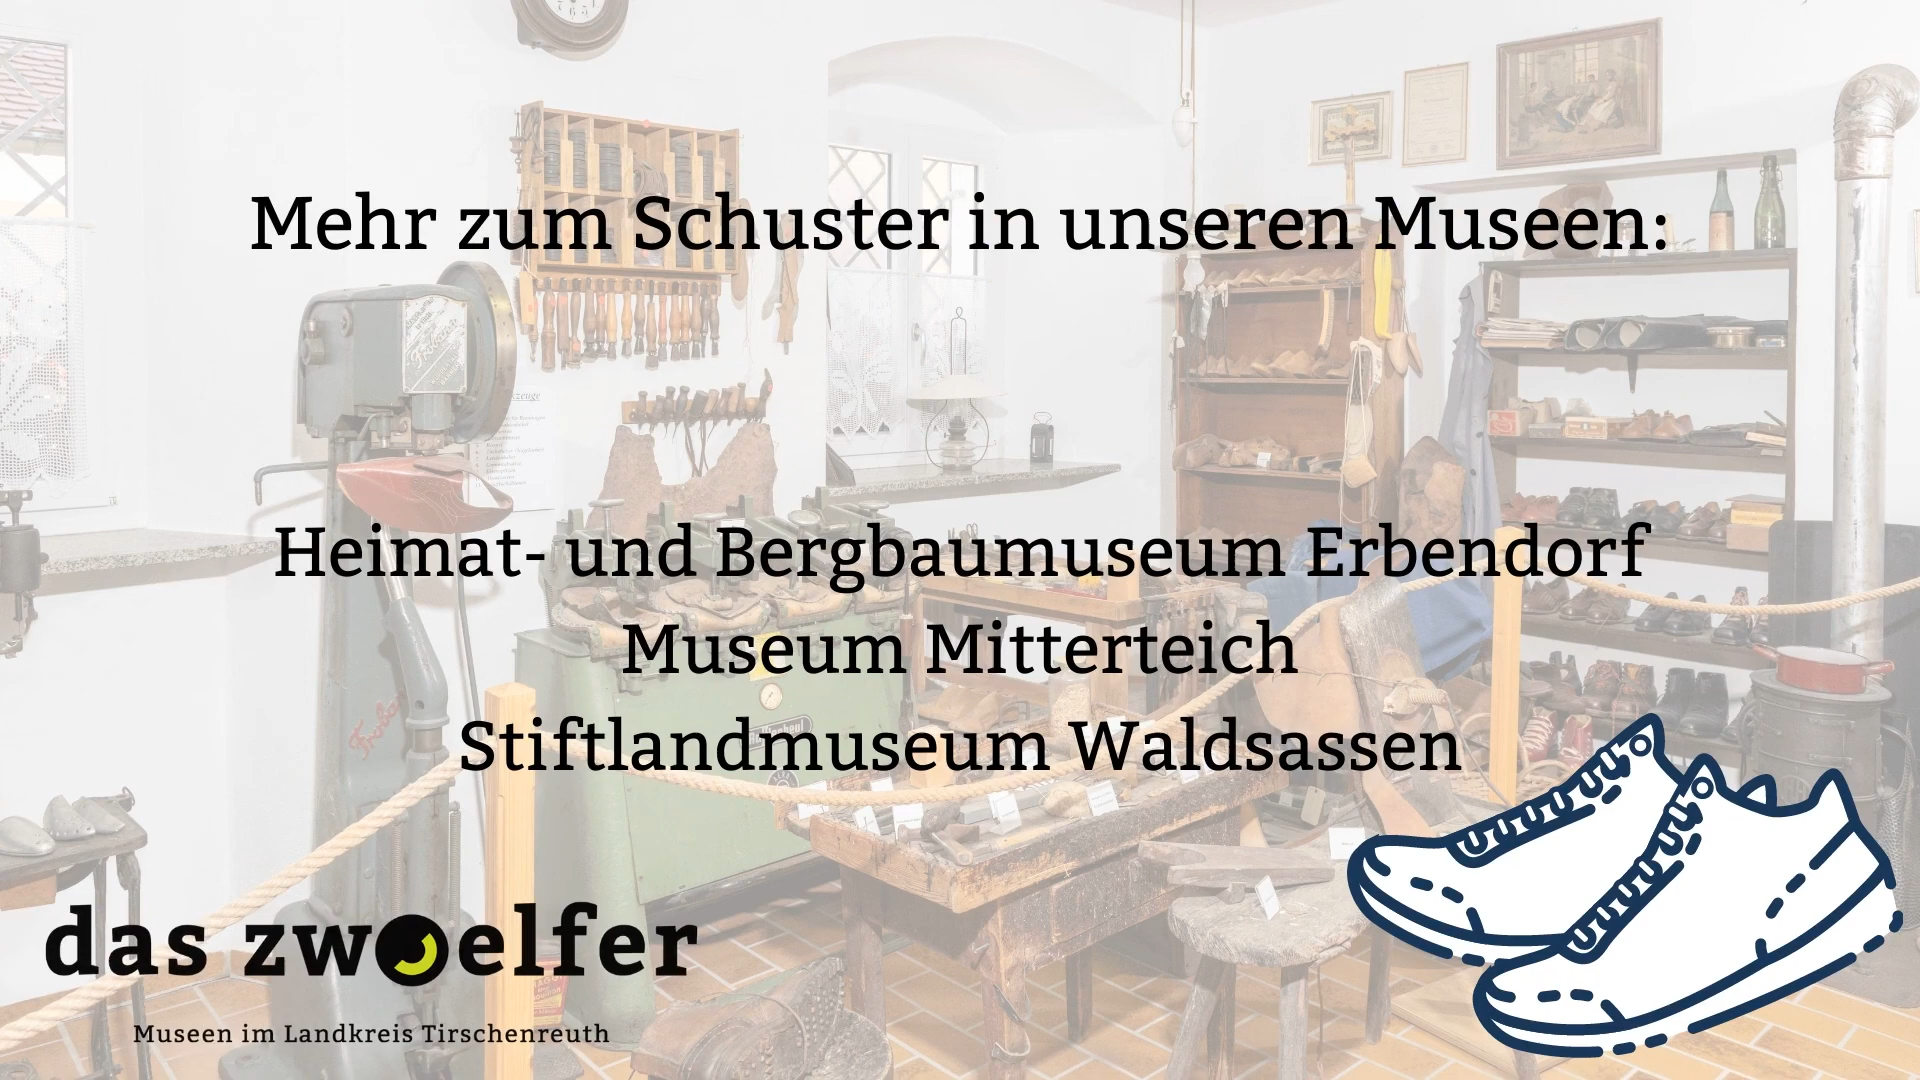 Mehr zum Schuster in unseren Museen:
Heimat- und Bergbaumuseum Erbendorf
Museum Mitterteich
Stiftlandmuseum Waldsassen
das zwoelfer
Museen im Landkreis Tirschenreuth